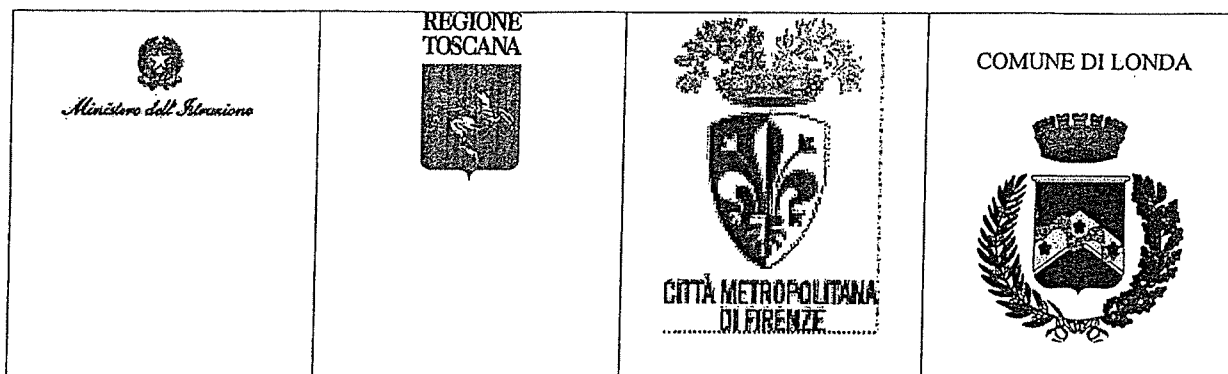 Ministero dell'Istruzione
REGIONE
TOSCANA
CITTÀ METROPOLITANA
DI FIRENZE
COMUNE DI LONDA